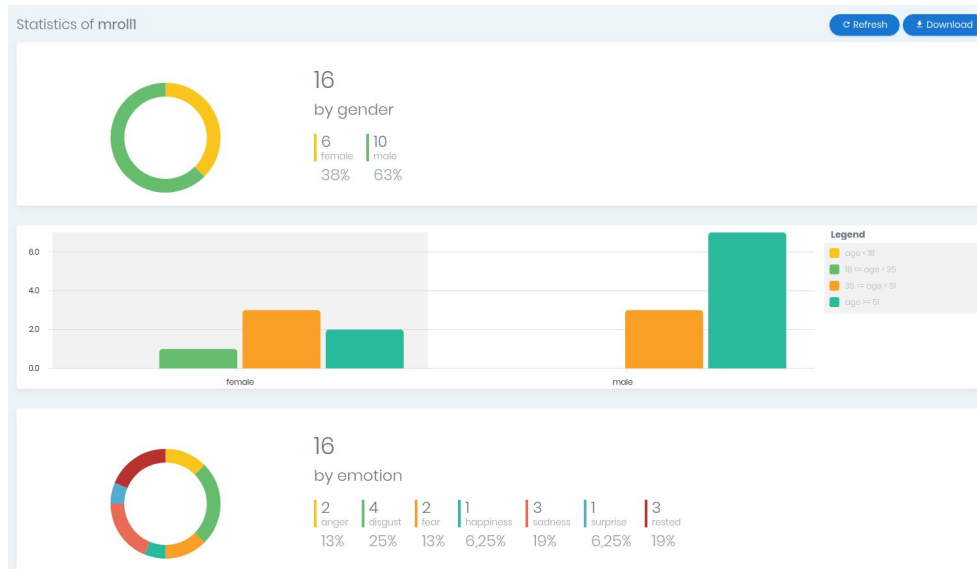 Statistics of mroll1
Refresh
Download
16
by gender
6 10
female male
38% 63%
Legend
age < 18
18 <= age < 35
35 <= age < 51
age >= 51
6.0
4.0
2.0
0.0
female male
16
by emotion
2 4 2 1 3 1 3
anger disgust fear happiness sadness surprise rested
13% 25% 13% 6,25% 19% 6,25% 19%